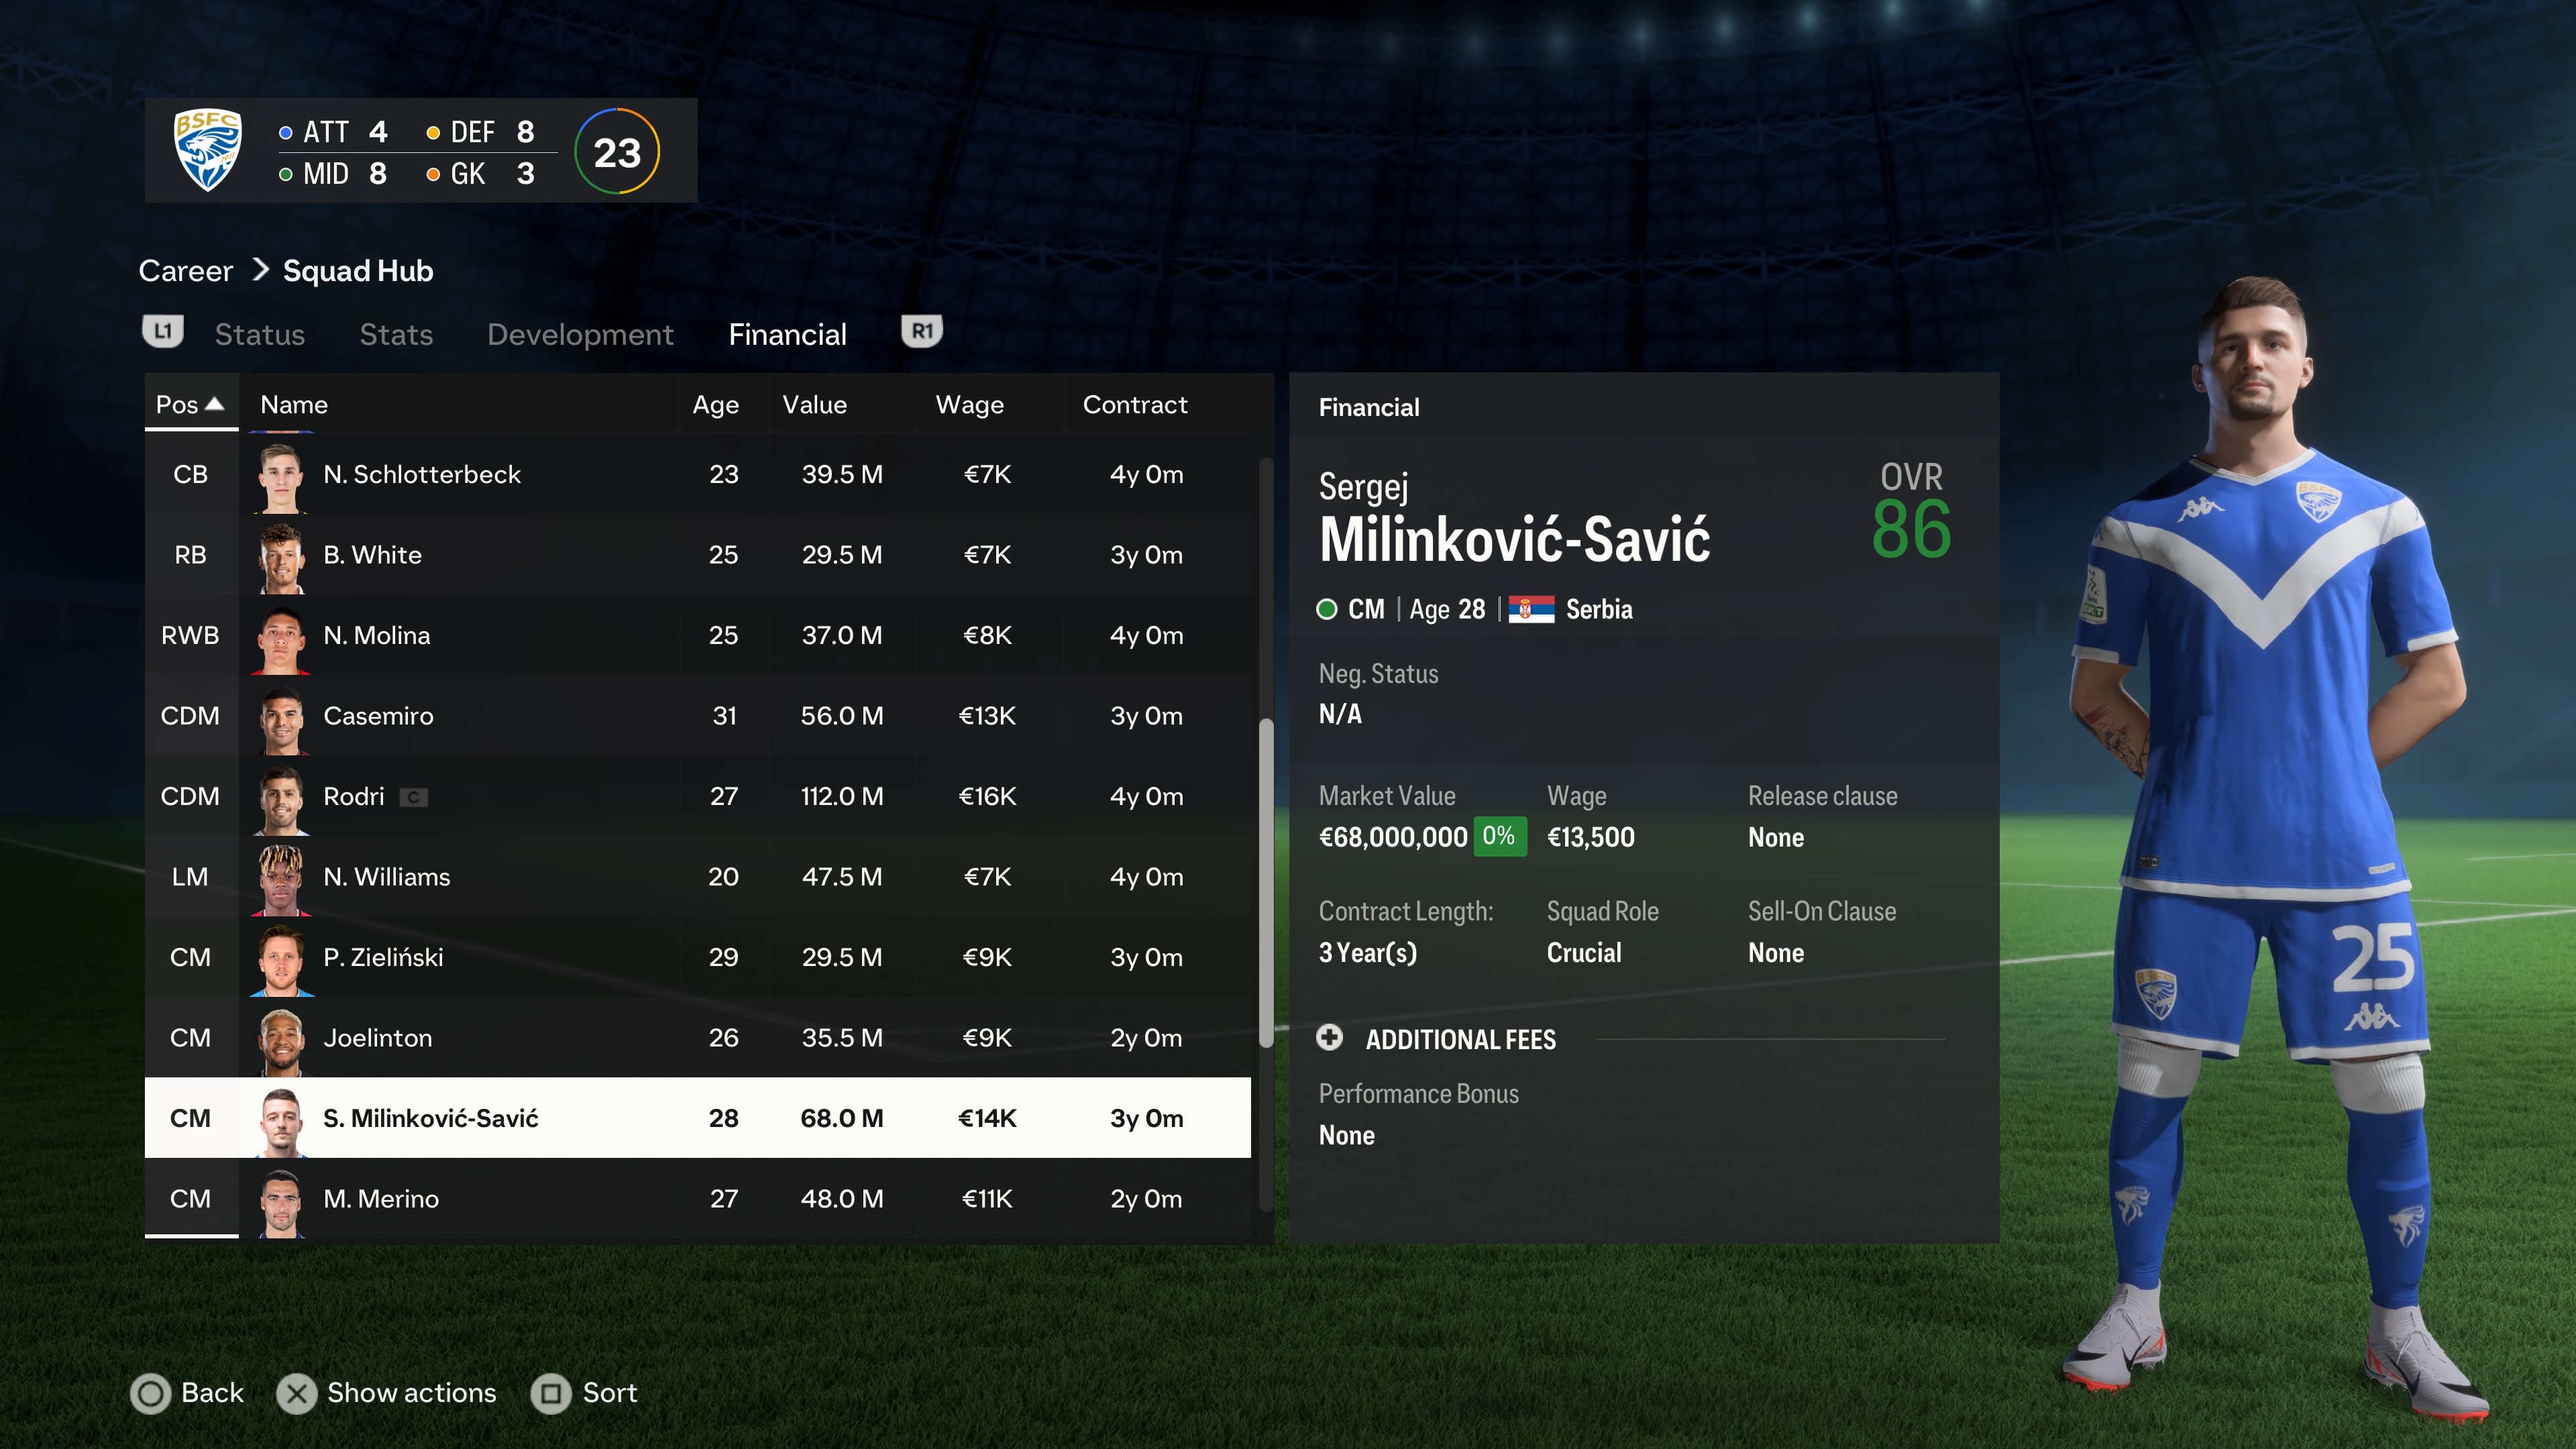 BSFC
ATT 4 DEF 8
MID 8 GK 3
23
Career > Squad Hub
L1 Status Stats Development Financial R1
Pos Name Age Value Wage Contract
CB N. Schlotterbeck 23 39.5 M €7K 4y 0m
RB B. White 25 29.5 M €7K 3y 0m
RWB N. Molina 25 37.0 M €8K 4y 0m
CDM Casemiro 31 56.0 M €13K 3y 0m
CDM Rodri C 27 112.0 M €16K 4y 0m
LM N. Williams 20 47.5 M €7K 4y 0m
CM P. Zieliński 29 29.5 M €9K 3y 0m
CM Joelinton 26 35.5 M €9K 2y 0m
CM S. Milinković-Savić 28 68.0 M €14K 3y 0m
CM M. Merino 27 48.0 M €11K 2y 0m
Financial
Sergej
Milinković-Savić
OVR
86
CM | Age 28 | Serbia
Neg. Status
N/A
Market Value Wage Release clause
€68,000,000 0% €13,500 None
Contract Length: Squad Role Sell-On Clause
3 Year(s) Crucial None
ADDITIONAL FEES
Performance Bonus
None
BSFC
25
Back Show actions Sort